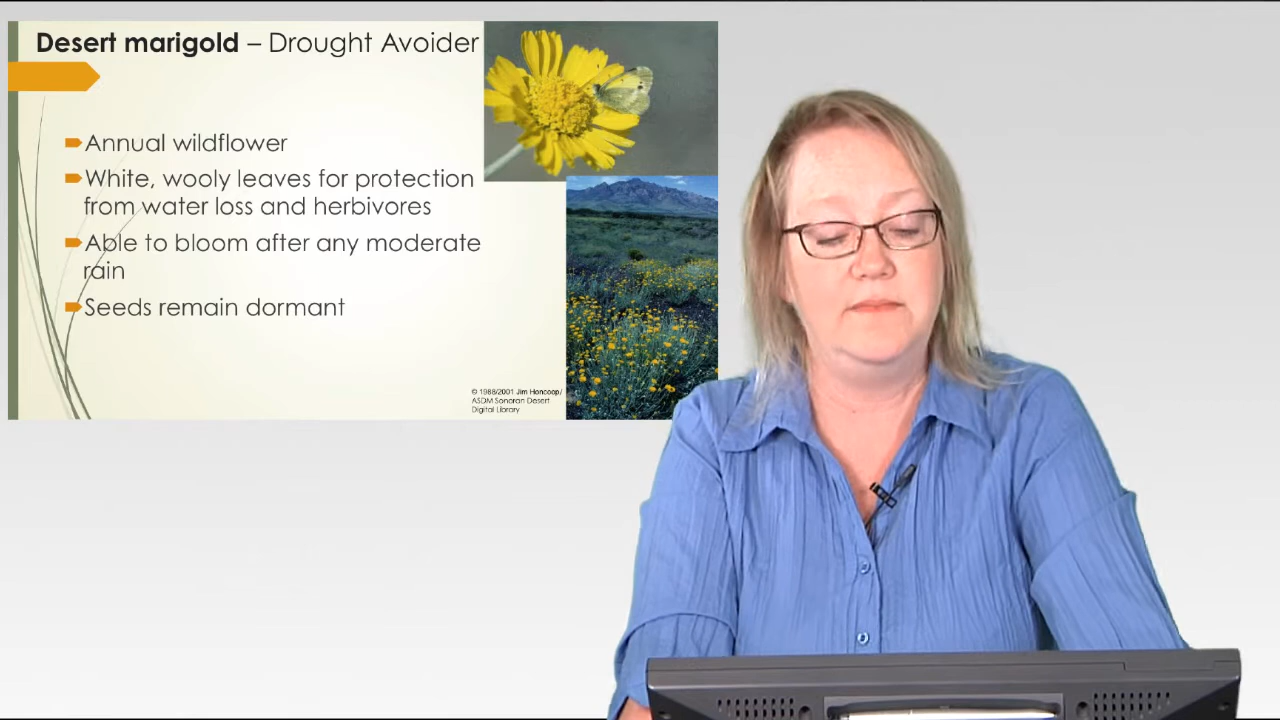 Desert marigold – Drought Avoider
Annual wildflower
White, wooly leaves for protection
from water loss and herbivores
Able to bloom after any moderate
rain
Seeds remain dormant
© 1988/2001 Jim Honcoop/
ASDM Sonoran Desert
Digital Library